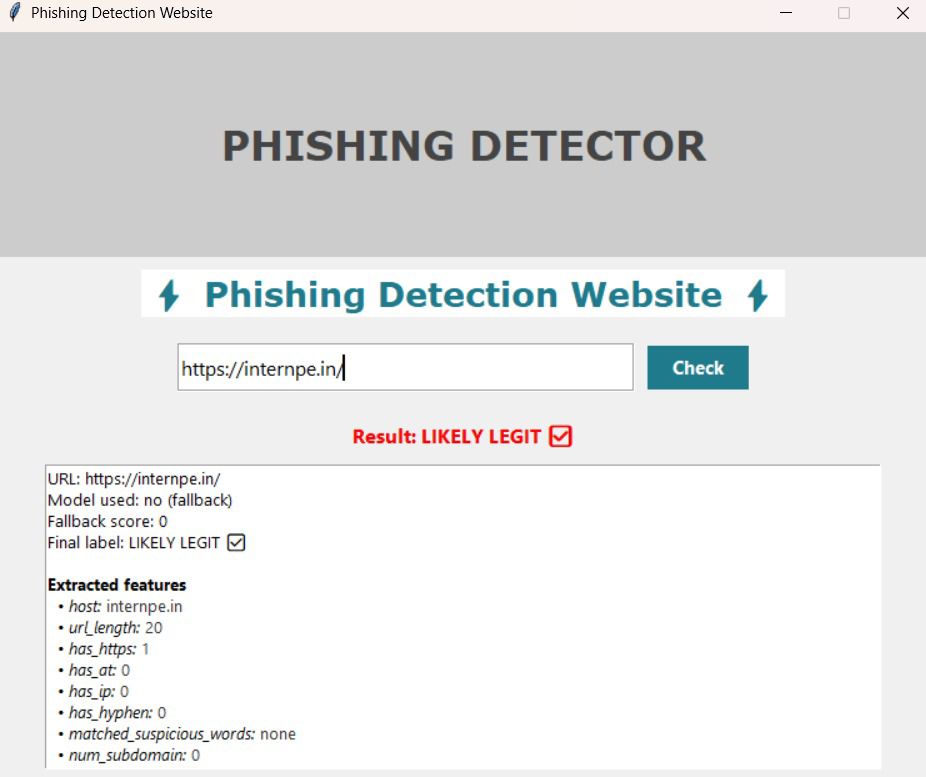 Phishing Detection Website
PHISHING DETECTOR
⚡ Phishing Detection Website ⚡
https://internpe.in/
Check
Result: LIKELY LEGIT ☑
URL: https://internpe.in/
Model used: no (fallback)
Fallback score: 0
Final label: LIKELY LEGIT ☑
Extracted features
• host: internpe.in
• url_length: 20
• has_https: 1
• has_at: 0
• has_ip: 0
• has_hyphen: 0
• matched_suspicious_words: none
• num_subdomain: 0